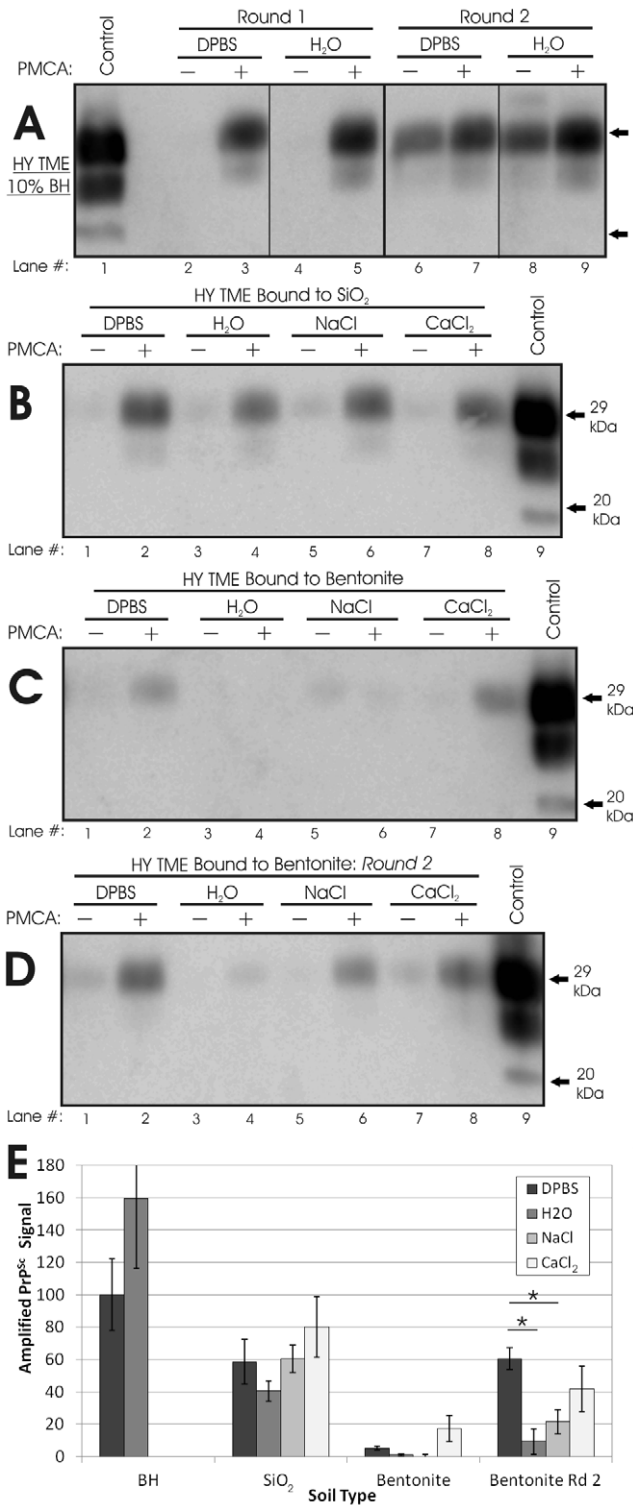 Control
Round 1
Round 2
DPBS
H₂O
DPBS
H₂O
PMCA:
−
+
−
+
−
+
−
+
A
HY TME
10% BH
Lane #:
1
2
3
4
5
6
7
8
9
HY TME Bound to SiO₂
DPBS
H₂O
NaCl
CaCl₂
Control
PMCA:
−
+
−
+
−
+
−
+
B
29
kDa
20
kDa
Lane #:
1
2
3
4
5
6
7
8
9
HY TME Bound to Bentonite
DPBS
H₂O
NaCl
CaCl₂
Control
PMCA:
−
+
−
+
−
+
−
+
C
29
kDa
20
kDa
Lane #:
1
2
3
4
5
6
7
8
9
HY TME Bound to Bentonite: Round 2
DPBS
H₂O
NaCl
CaCl₂
Control
PMCA:
−
+
−
+
−
+
−
+
D
29
kDa
20
kDa
Lane #:
1
2
3
4
5
6
7
8
9
E
Amplified PrPˢᶜ Signal
180
160
140
120
100
80
60
40
20
0
DPBS
H2O
NaCl
CaCl₂
*
*
BH
SiO₂
Bentonite
Bentonite Rd 2
Soil Type